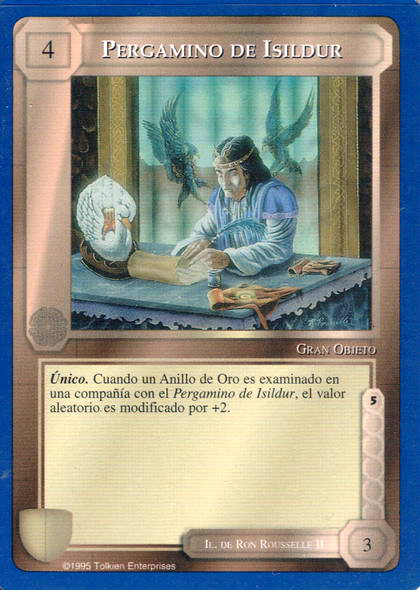 4
PERGAMINO DE ISILDUR
GRAN OBJETO
Único. Cuando un Anillo de Oro es examinado en
una compañía con el Pergamino de Isildur, el valor
aleatorio es modificado por +2.
5
IL. DE RON ROUSSELLE II
3
©1995 Tolkien Enterprises